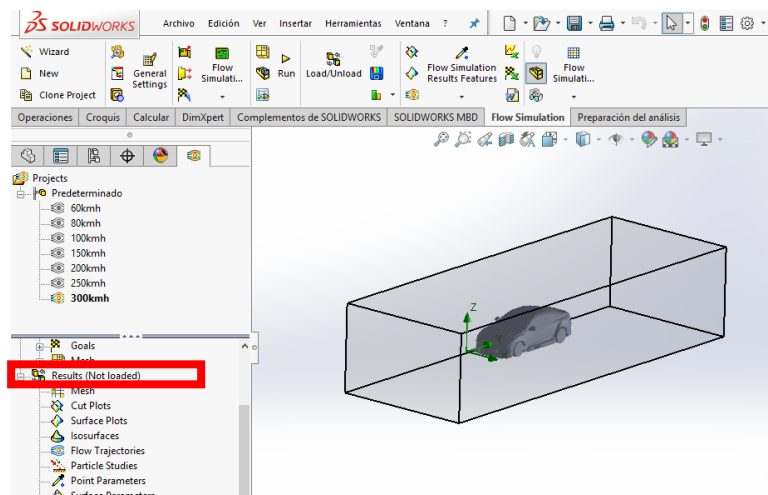 SOLIDWORKS
Archivo Edición Ver Insertar Herramientas Ventana ?
Wizard
New
Clone Project
General Settings
Flow Simulati...
Run
Load/Unload
Flow Simulation Results Features
Flow Simulati...
Operaciones Croquis Calcular DimXpert Complementos de SOLIDWORKS SOLIDWORKS MBD Flow Simulation Preparación del análisis
Projects
Predeterminado
60kmh
80kmh
100kmh
150kmh
200kmh
250kmh
300kmh
Goals
Mesh
Results (Not loaded)
Mesh
Cut Plots
Surface Plots
Isosurfaces
Flow Trajectories
Particle Studies
Point Parameters
Surface Parameters
Z
Y